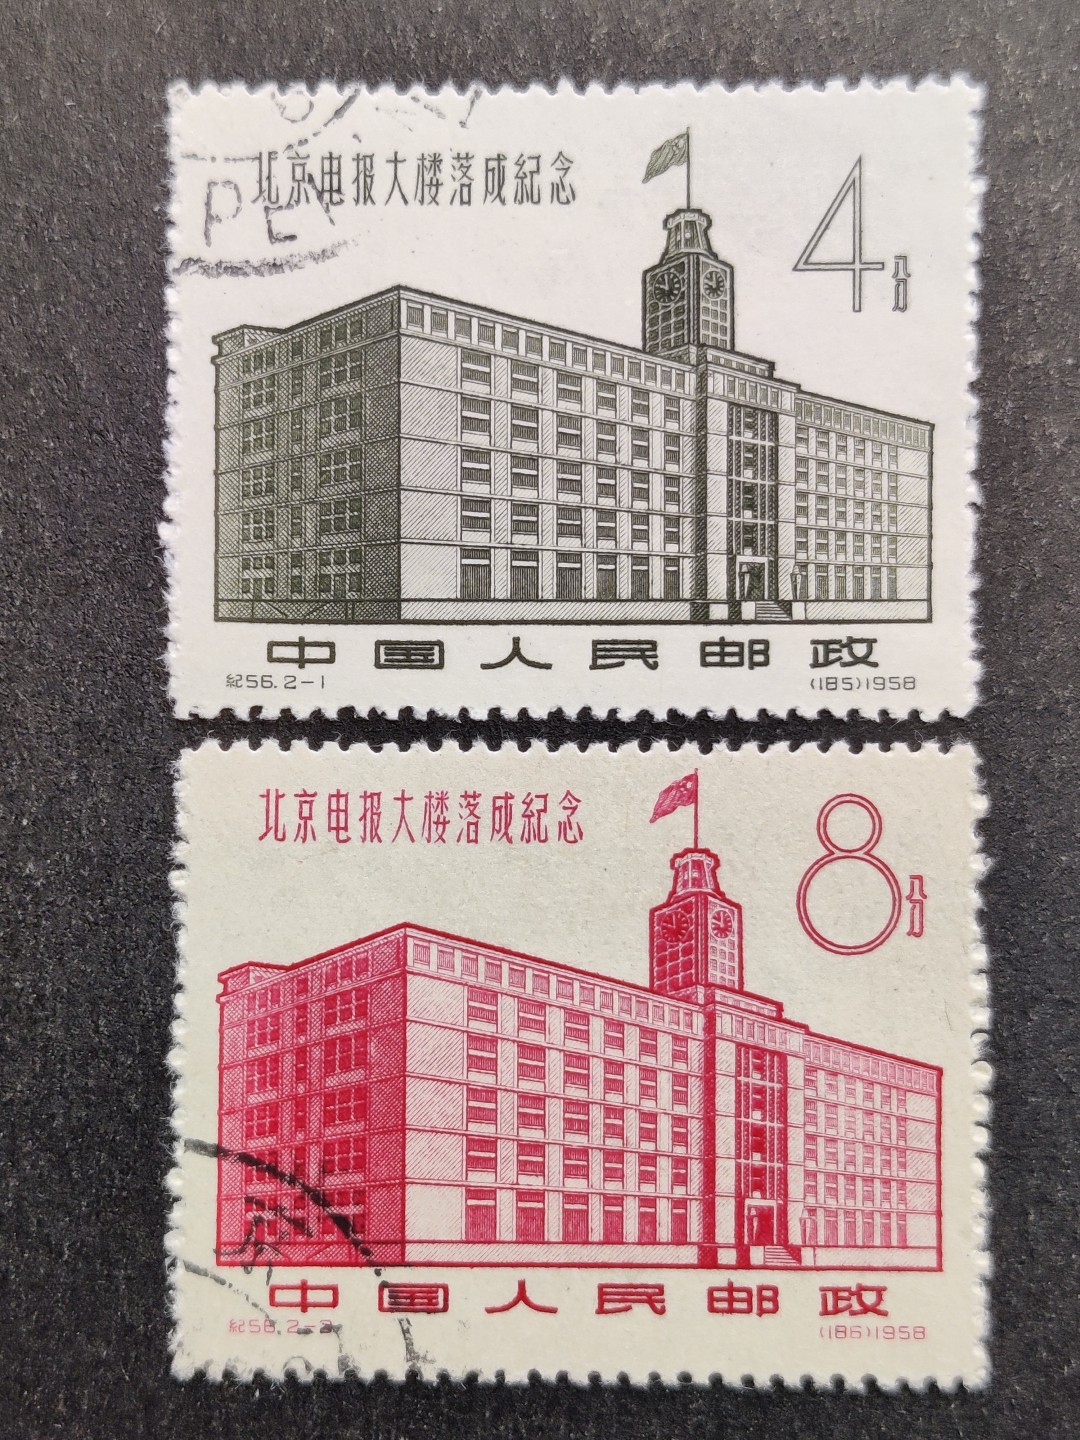 北京电报大楼落成紀念
4分
PE
中国人民邮政
紀56.2-1
(185)1958
北京电报大楼落成紀念
8分
中国人民邮政
紀56.2-2
(186)1958